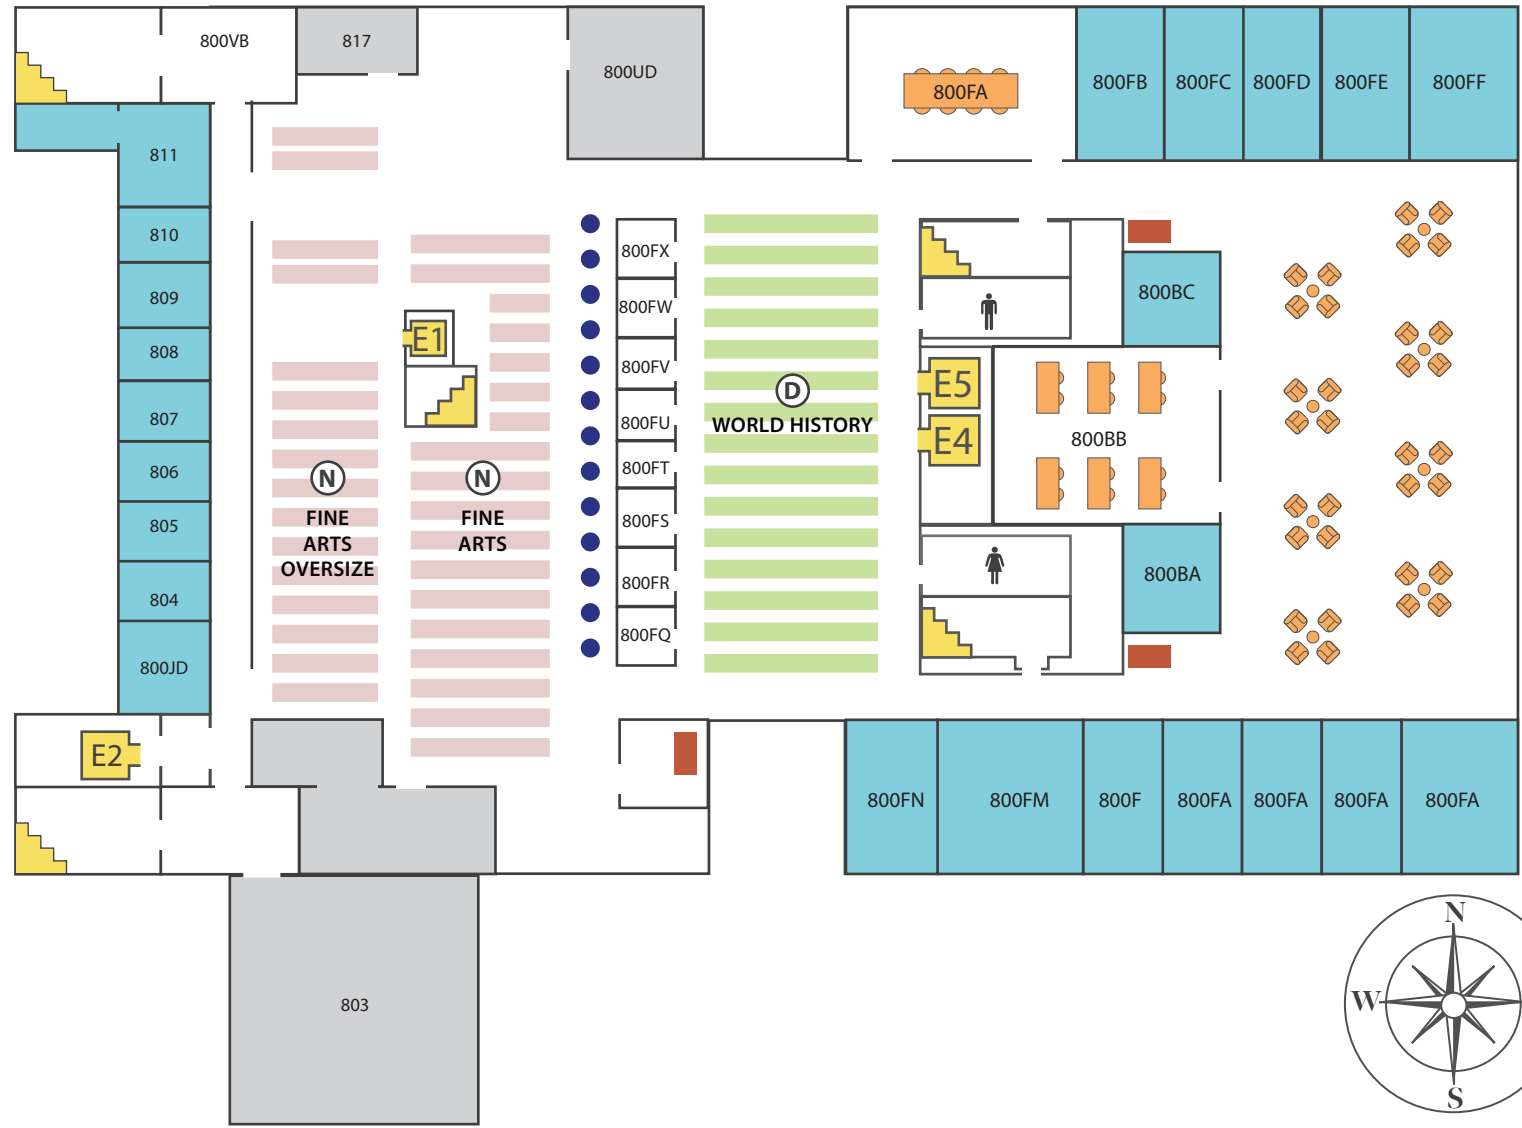 800VB
817
800UD
800FA
800FB
800FC
800FD
800FE
800FF
811
810
809
808
807
806
805
804
800JD
E1
E2
N
FINE
ARTS
OVERSIZE
N
FINE
ARTS
800FX
800FW
800FV
800FU
800FT
800FS
800FR
800FQ
D
WORLD HISTORY
E5
E4
800BC
800BB
800BA
800FN
800FM
800F
800FA
800FA
800FA
800FA
803
N
W
S